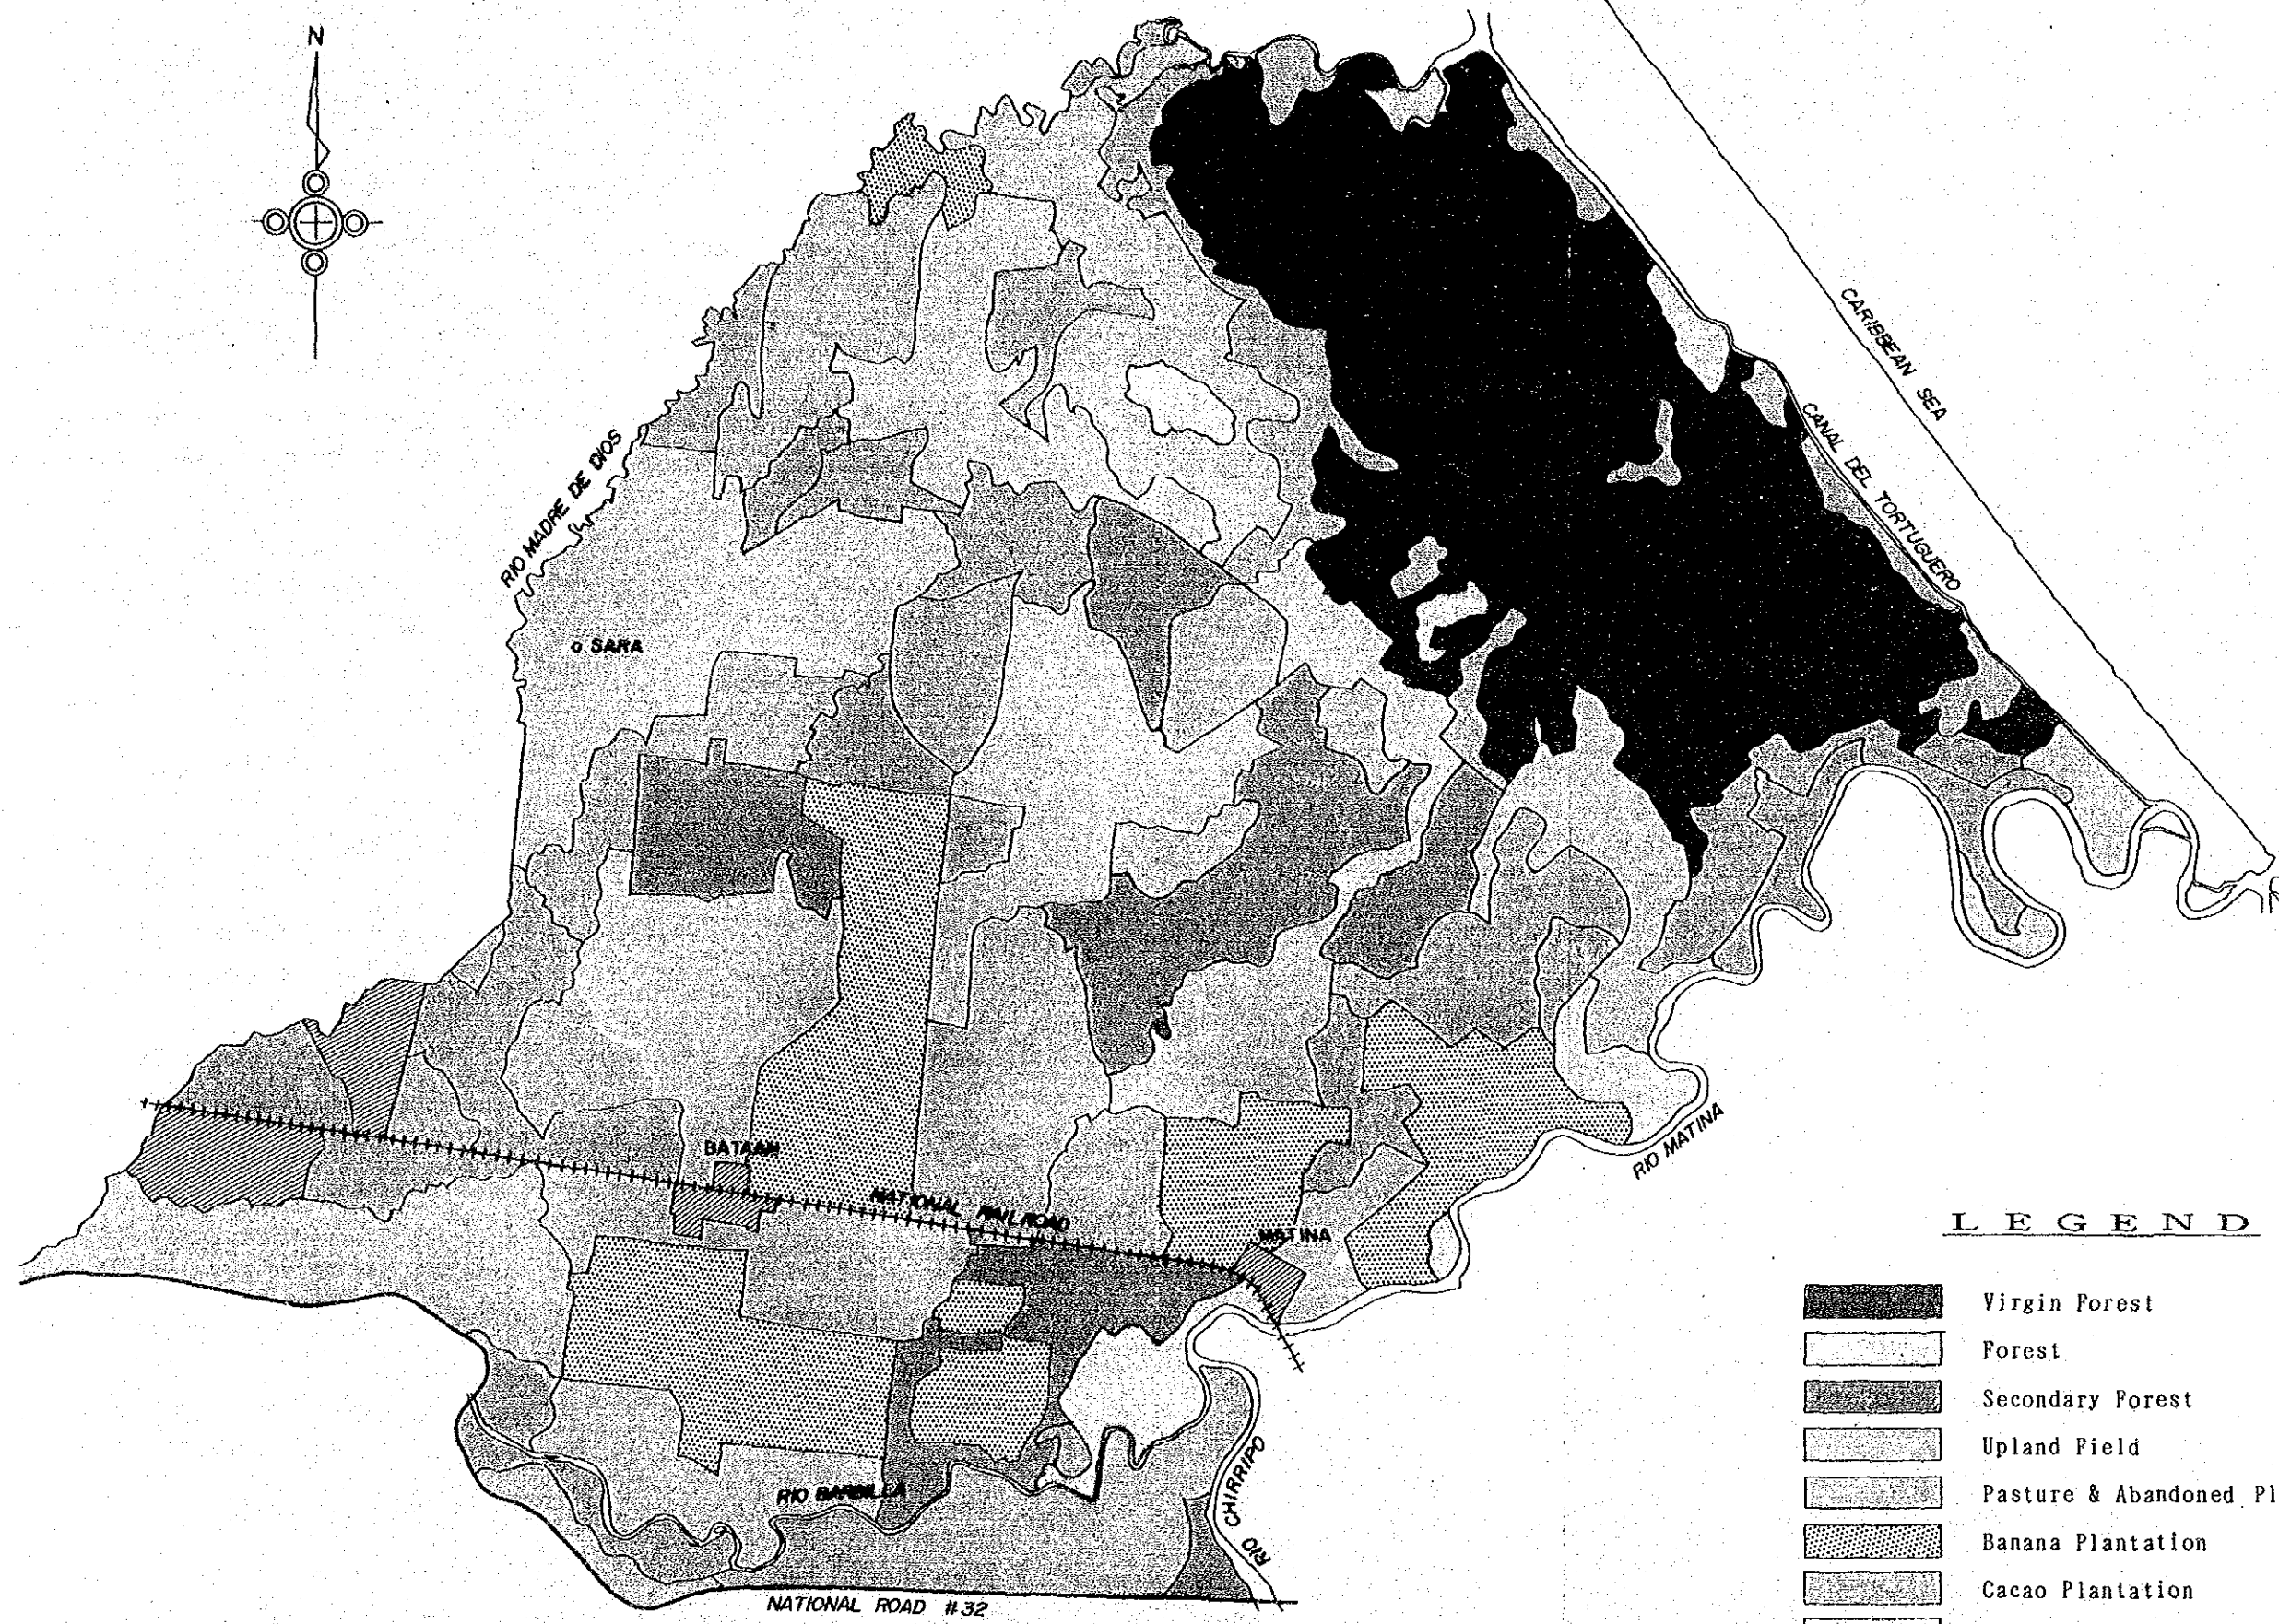 N
CARIBBEAN SEA
CANAL DEL TORTUGUERO
RIO MADRE DE DIOS
o SARA
RIO MATINA
BATAAN
NATIONAL RAILROAD
MATINA
RIO BARBILLA
RIO CHIRRIPO
NATIONAL ROAD #32
LEGEND
Virgin Forest
Forest
Secondary Forest
Upland Field
Pasture & Abandoned Pl
Banana Plantation
Cacao Plantation